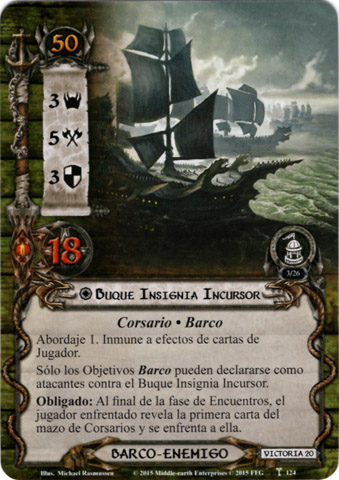 50
3
5
3
18
3/26
Buque Insignia Incursor
Corsario • Barco
Abordaje 1. Inmune a efectos de cartas de
Jugador.
Sólo los Objetivos Barco pueden declararse como
atacantes contra el Buque Insignia Incursor.
Obligado: Al final de la fase de Encuentros, el
jugador enfrentado revela la primera carta del
mazo de Corsarios y se enfrenta a ella.
BARCO-ENEMIGO
VICTORIA 20
Illus. Michael Rasmussen
© 2015 Middle-earth Enterprises © 2015 FFG
124